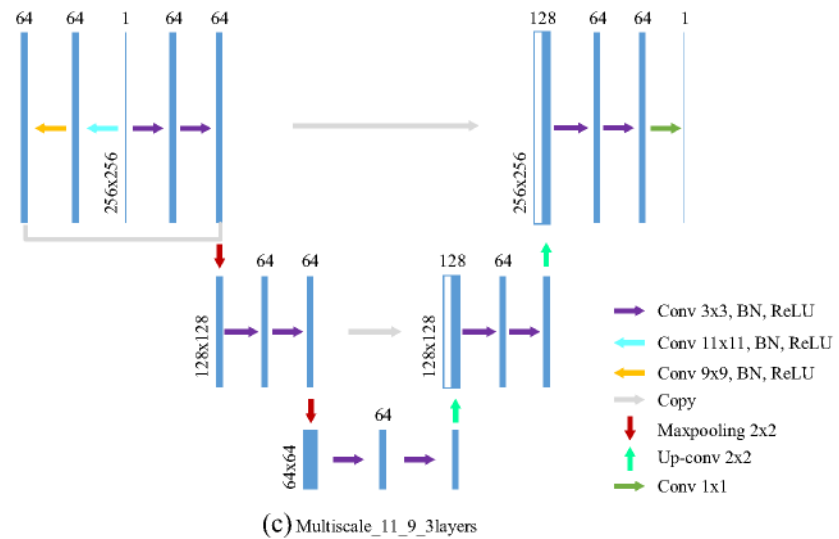 64 64 1 64 64
128 64 64 1
256x256
256x256
64 64
128 64
128x128
128x128
64
64x64
Conv 3x3, BN, ReLU
Conv 11x11, BN, ReLU
Conv 9x9, BN, ReLU
Copy
Maxpooling 2x2
Up-conv 2x2
Conv 1x1
(c) Multiscale_11_9_3layers